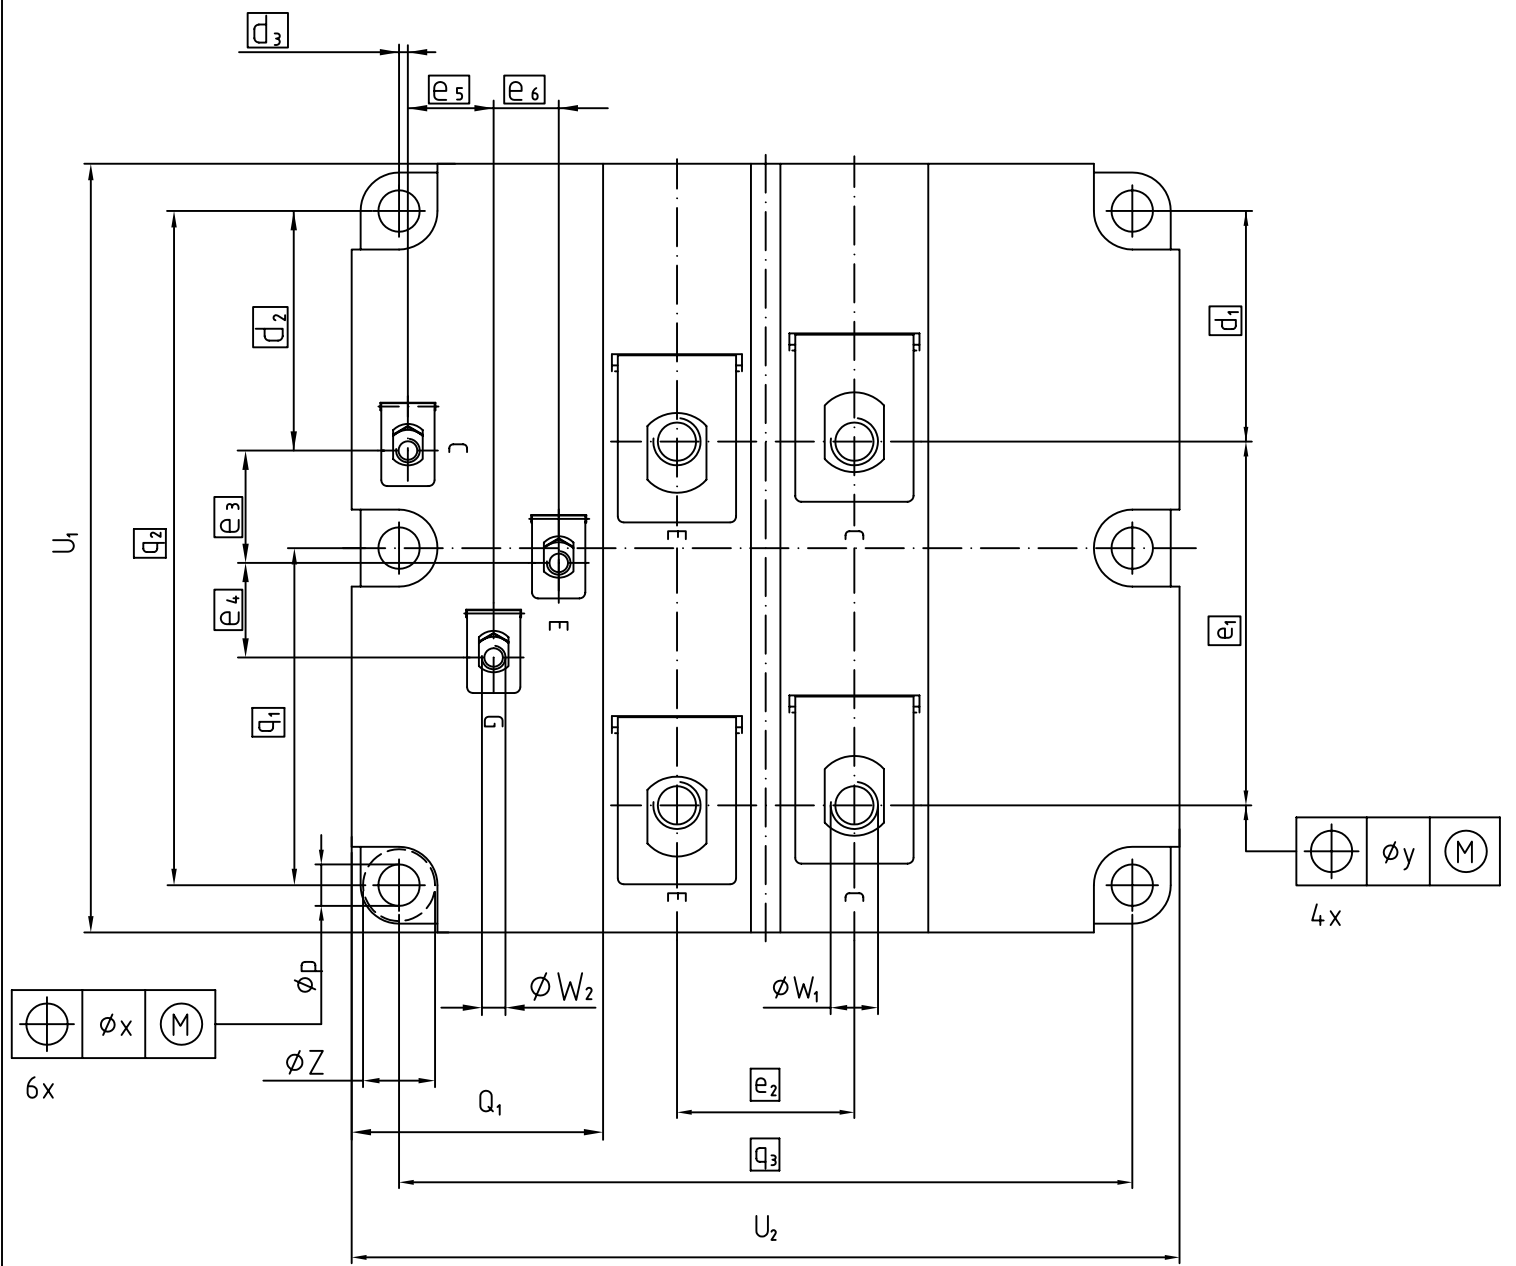 d₃
e₅ e₆
d₂
d₁
C
e₃
U₁
q₂
E C
e₄
E
e₁
q₁
G
E C
⌖ ⌀y Ⓜ
4x
⌀p
⌀W₂ ⌀W₁
⌖ ⌀x Ⓜ
6x
⌀Z
e₂
Q₁
q₃
U₂